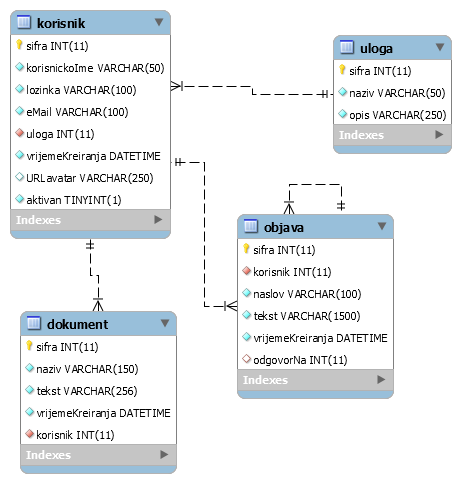 korisnik
sifra INT(11)
korisnickoIme VARCHAR(50)
lozinka VARCHAR(100)
eMail VARCHAR(100)
uloga INT(11)
vrijemeKreiranja DATETIME
URLavatar VARCHAR(250)
aktivan TINYINT(1)
Indexes
uloga
sifra INT(11)
naziv VARCHAR(50)
opis VARCHAR(250)
Indexes
objava
sifra INT(11)
korisnik INT(11)
naslov VARCHAR(100)
tekst VARCHAR(1500)
vrijemeKreiranja DATETIME
odgovorNa INT(11)
Indexes
dokument
sifra INT(11)
naziv VARCHAR(150)
tekst VARCHAR(256)
vrijemeKreiranja DATETIME
korisnik INT(11)
Indexes